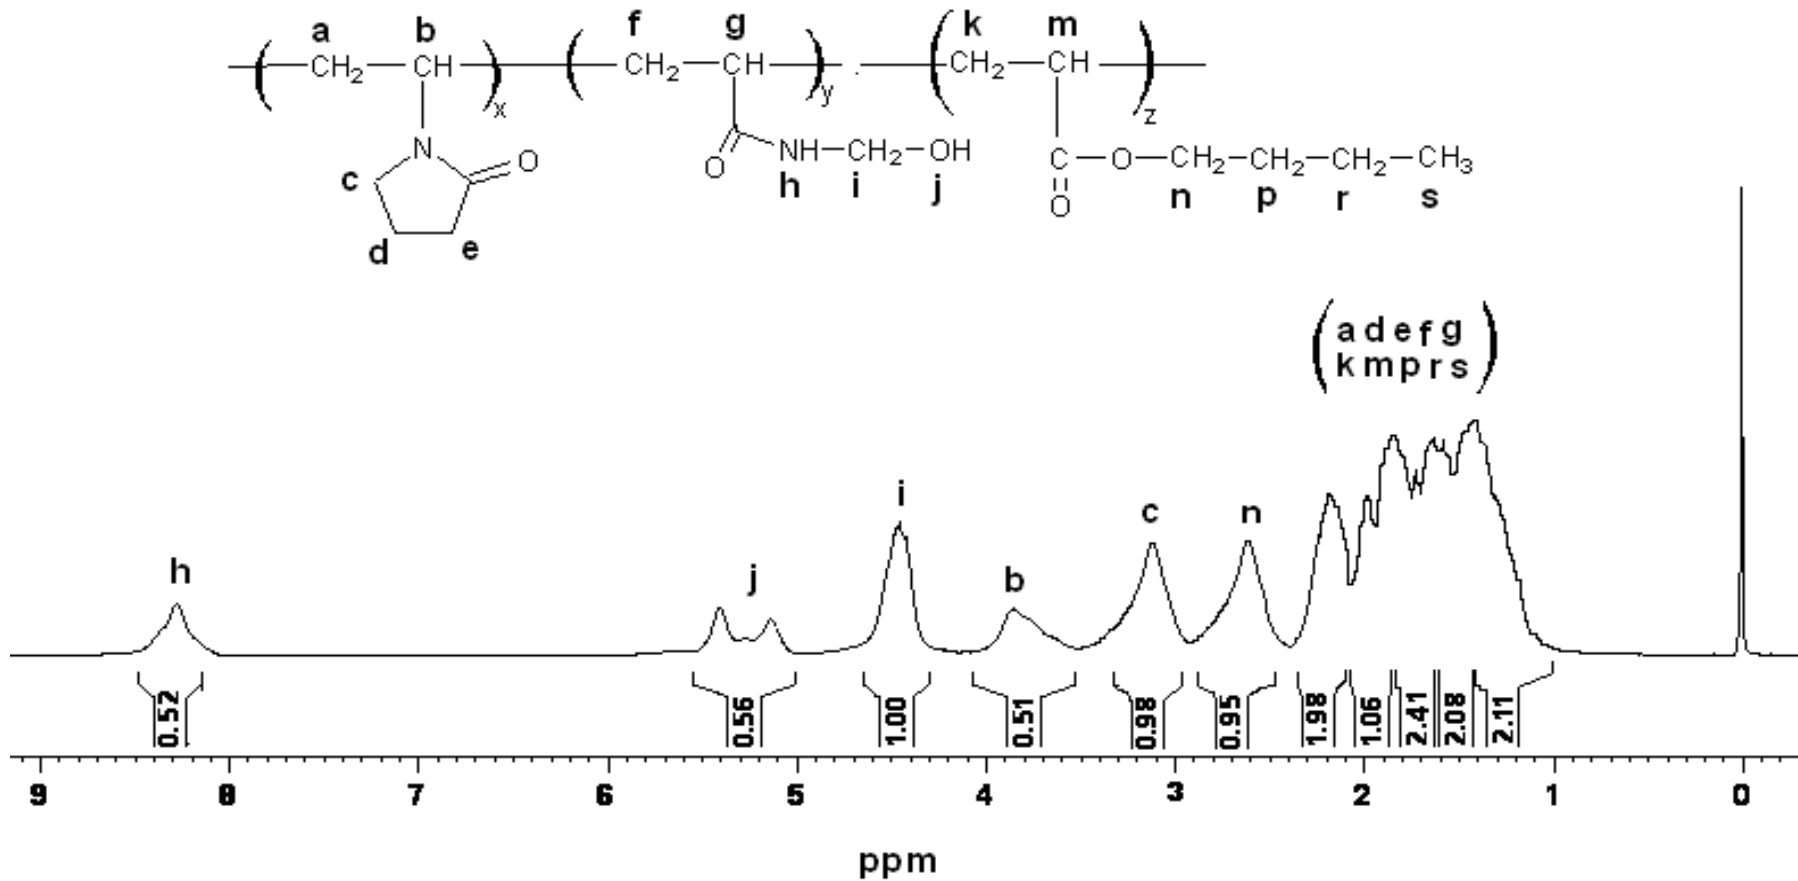 a b f g k m
CH2 CH CH2 CH CH2 CH
x y z
N O O NH CH2 OH C O CH2 CH2 CH2 CH3
c h i j n p r s
O
d e
a d e f g
k m p r s
i
c n
h j b
0.52 0.56 1.00 0.51 0.98 0.95 1.98 1.06 2.41 2.08 2.11
9 8 7 6 5 4 3 2 1 0
ppm